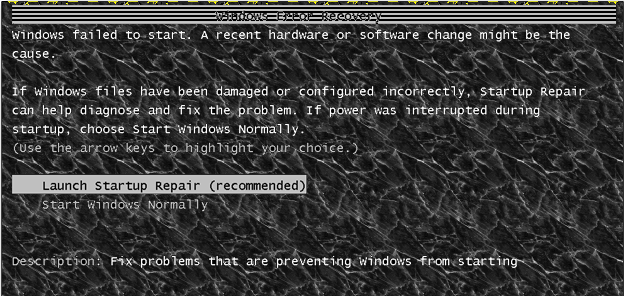 Windows Error Recovery
Windows failed to start. A recent hardware or software change might be the
cause.
If Windows files have been damaged or configured incorrectly, Startup Repair
can help diagnose and fix the problem. If power was interrupted during
startup, choose Start Windows Normally.
(Use the arrow keys to highlight your choice.)
Launch Startup Repair (recommended)
Start Windows Normally
Description: Fix problems that are preventing Windows from starting